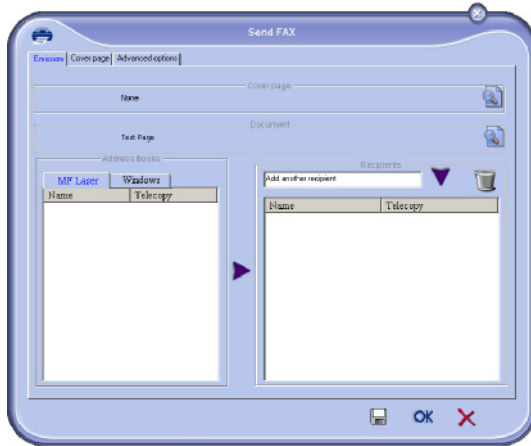 Send FAX
Emission Cover page Advanced options
Cover page
None
Document
Test Page
Address books
MF Laser Windows
Name Telecopy
Recipients
Add another recipient
Name Telecopy
OK